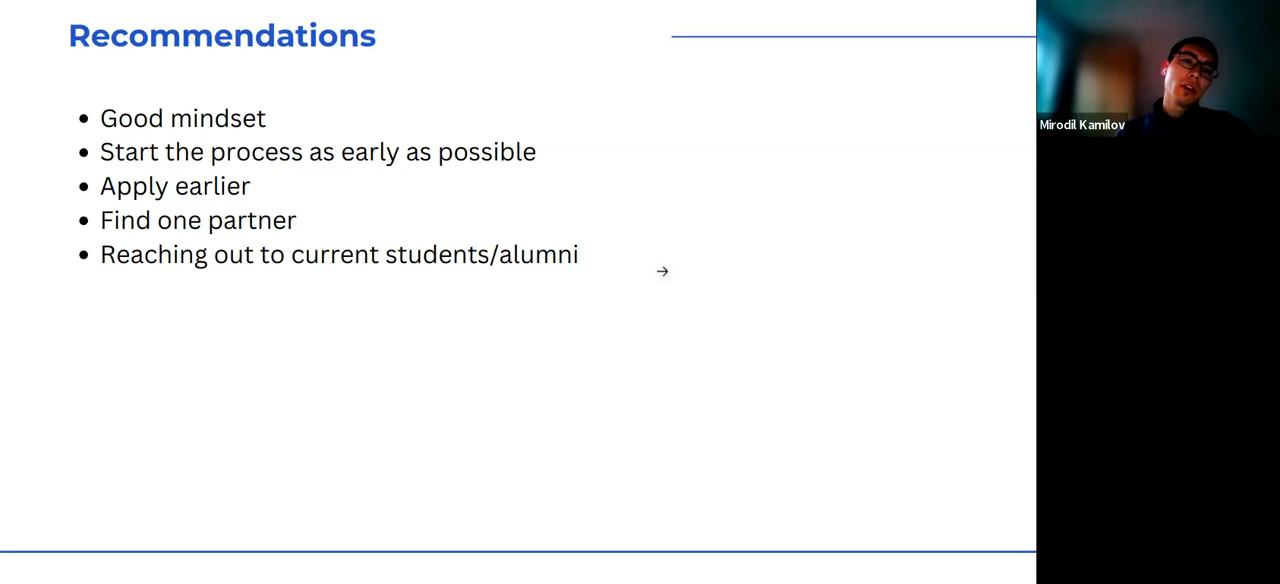 Recommendations
Good mindset
Start the process as early as possible
Apply earlier
Find one partner
Reaching out to current students/alumni
Mirodil Kamilov